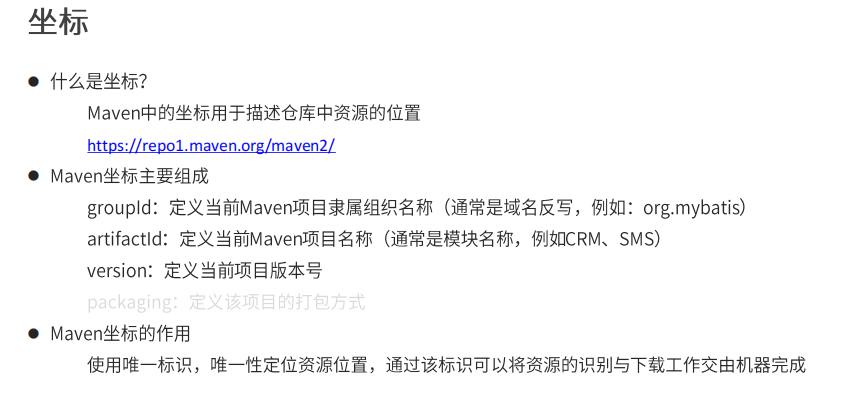 坐标
● 什么是坐标？
Maven中的坐标用于描述仓库中资源的位置
https://repo1.maven.org/maven2/
● Maven坐标主要组成
groupId：定义当前Maven项目隶属组织名称（通常是域名反写，例如：org.mybatis）
artifactId：定义当前Maven项目名称（通常是模块名称，例如CRM、SMS）
version：定义当前项目版本号
packaging：定义该项目的打包方式
● Maven坐标的作用
使用唯一标识，唯一性定位资源位置，通过该标识可以将资源的识别与下载工作交由机器完成